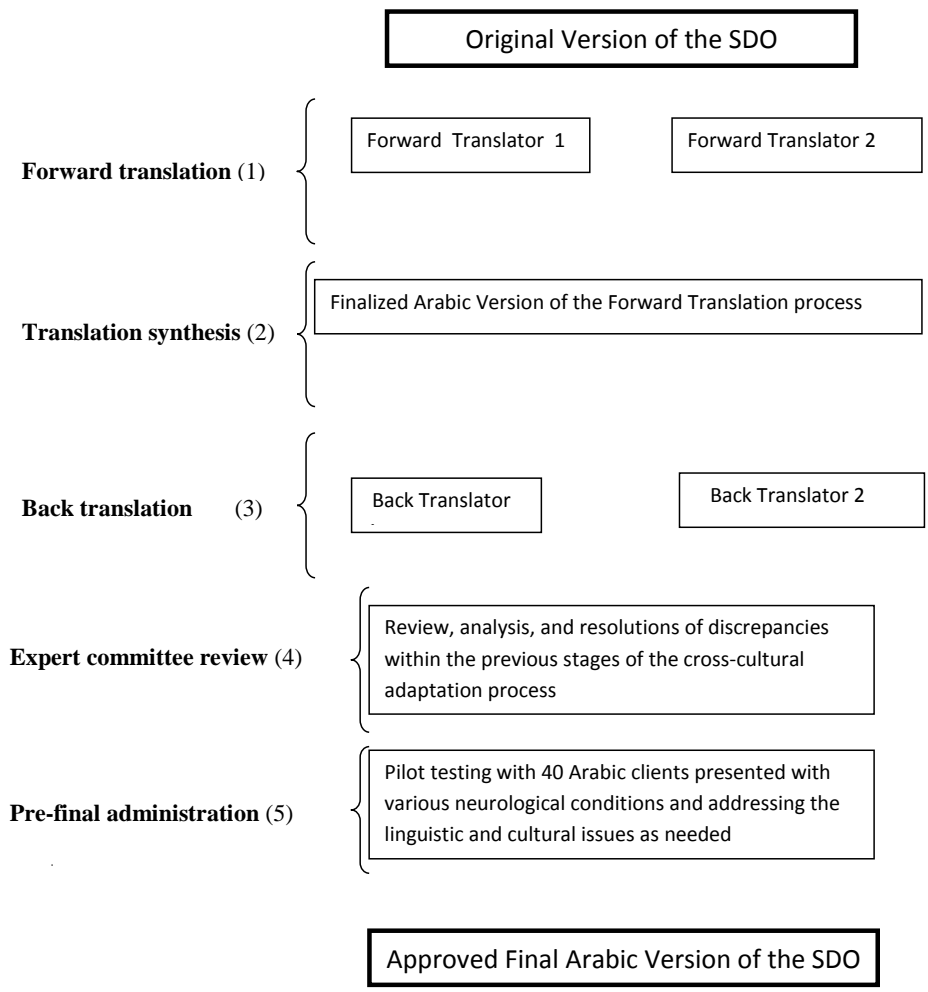 Original Version of the SDO
Forward Translator 1
Forward Translator 2
Forward translation (1)
Finalized Arabic Version of the Forward Translation process
Translation synthesis (2)
Back Translator
Back Translator 2
Back translation (3)
Review, analysis, and resolutions of discrepancies
within the previous stages of the cross-cultural
adaptation process
Expert committee review (4)
Pilot testing with 40 Arabic clients presented with
various neurological conditions and addressing the
linguistic and cultural issues as needed
Pre-final administration (5)
Approved Final Arabic Version of the SDO